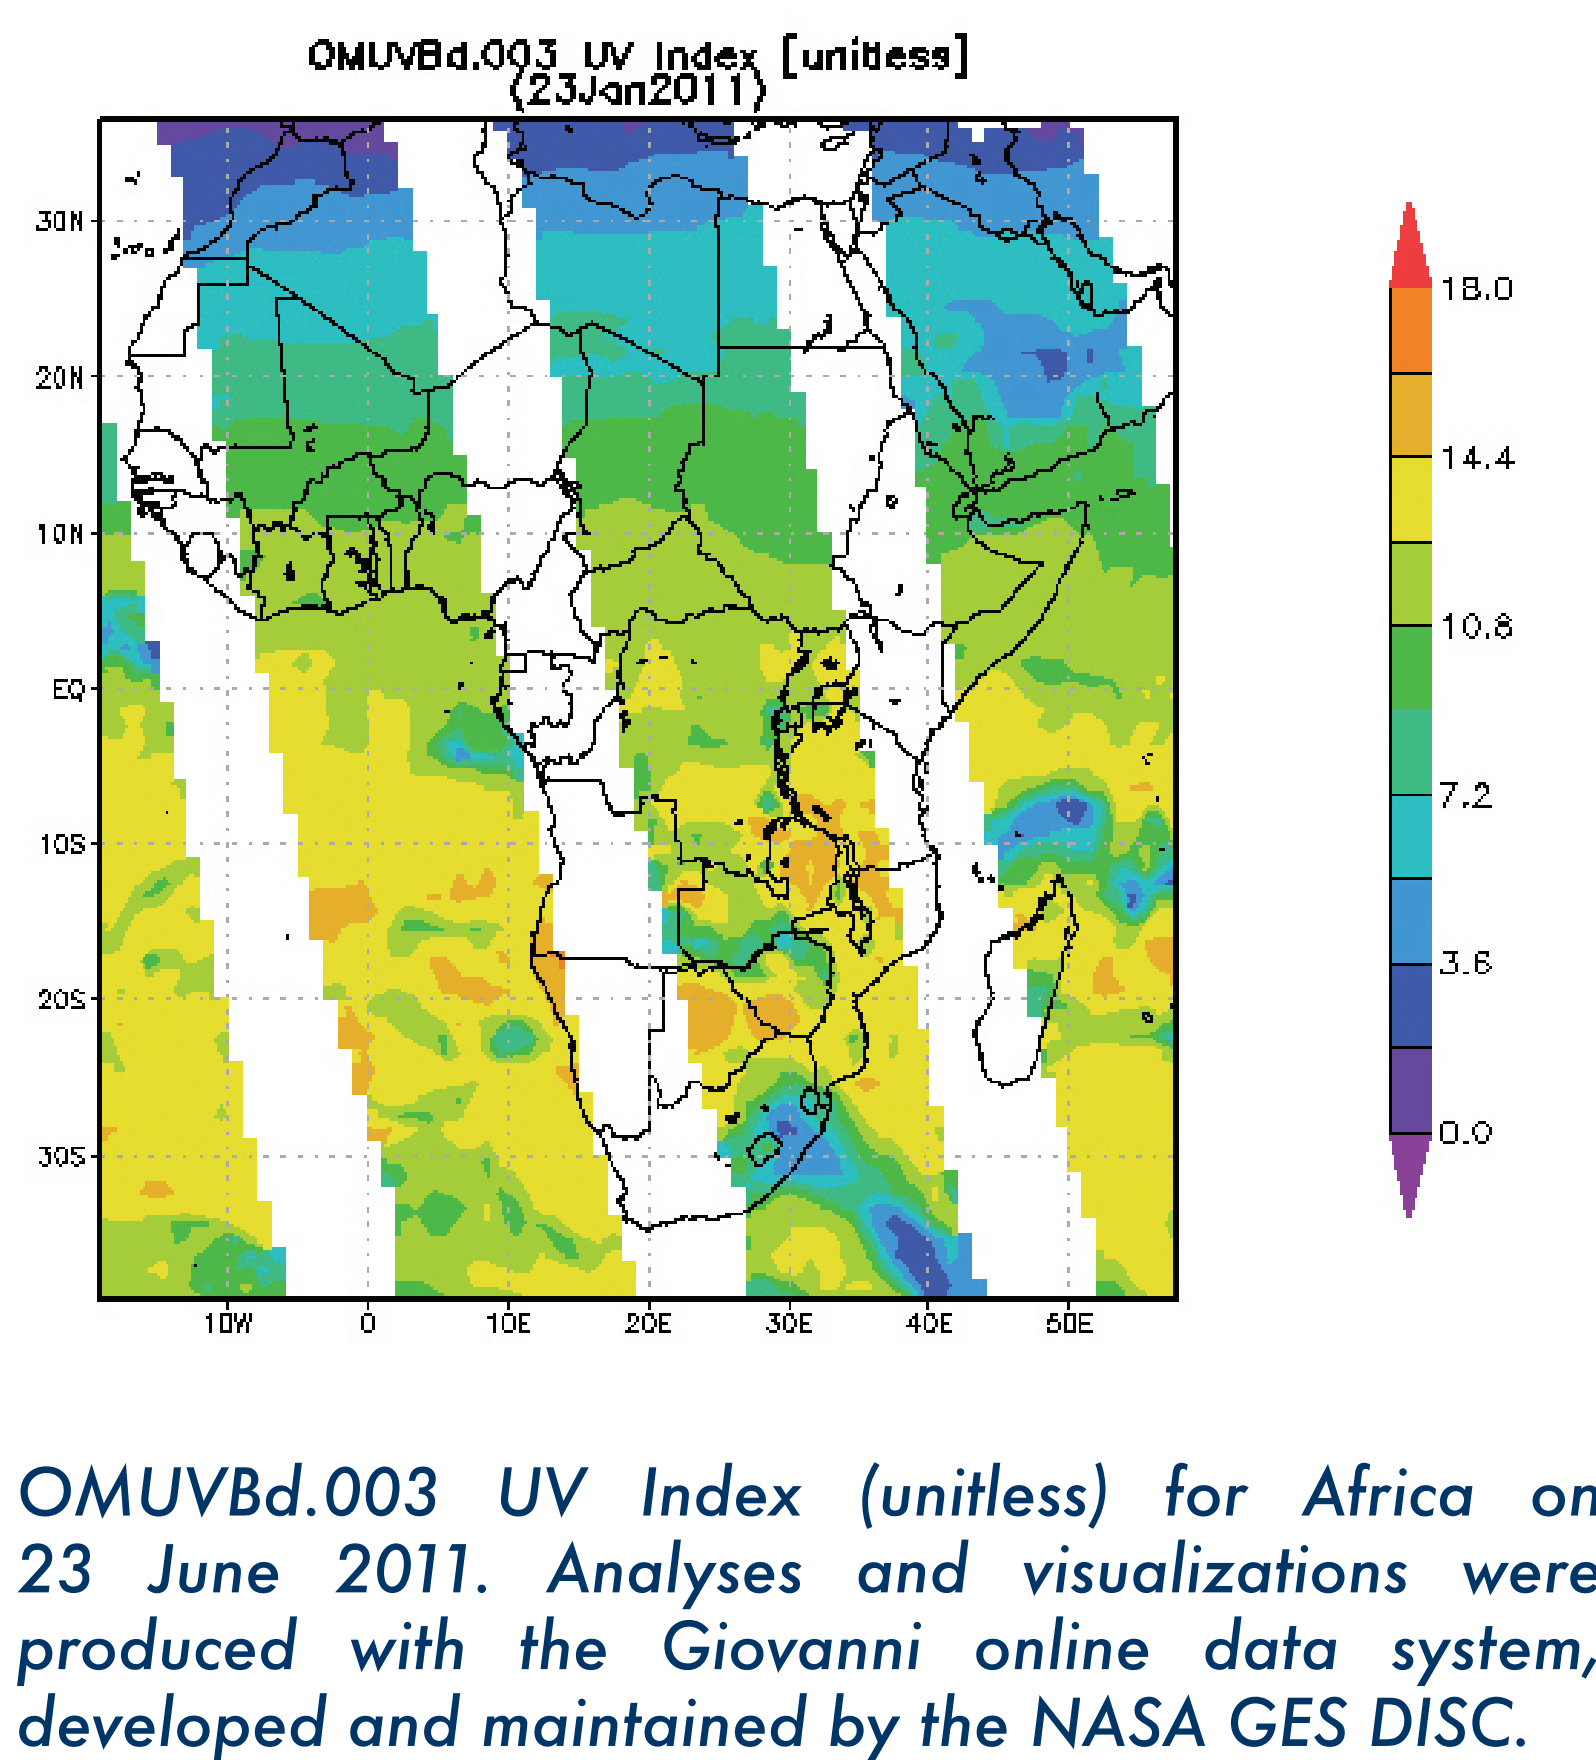 OMUVBd.003 UV Index [unitless]
(23Jan2011)
30N
20N
10N
EQ
10S
20S
30S
10W
0
10E
20E
30E
40E
50E
18.0
14.4
10.8
7.2
3.6
0.0
OMUVBd.003 UV Index (unitless) for Africa on
23 June 2011. Analyses and visualizations were
produced with the Giovanni online data system,
developed and maintained by the NASA GES DISC.